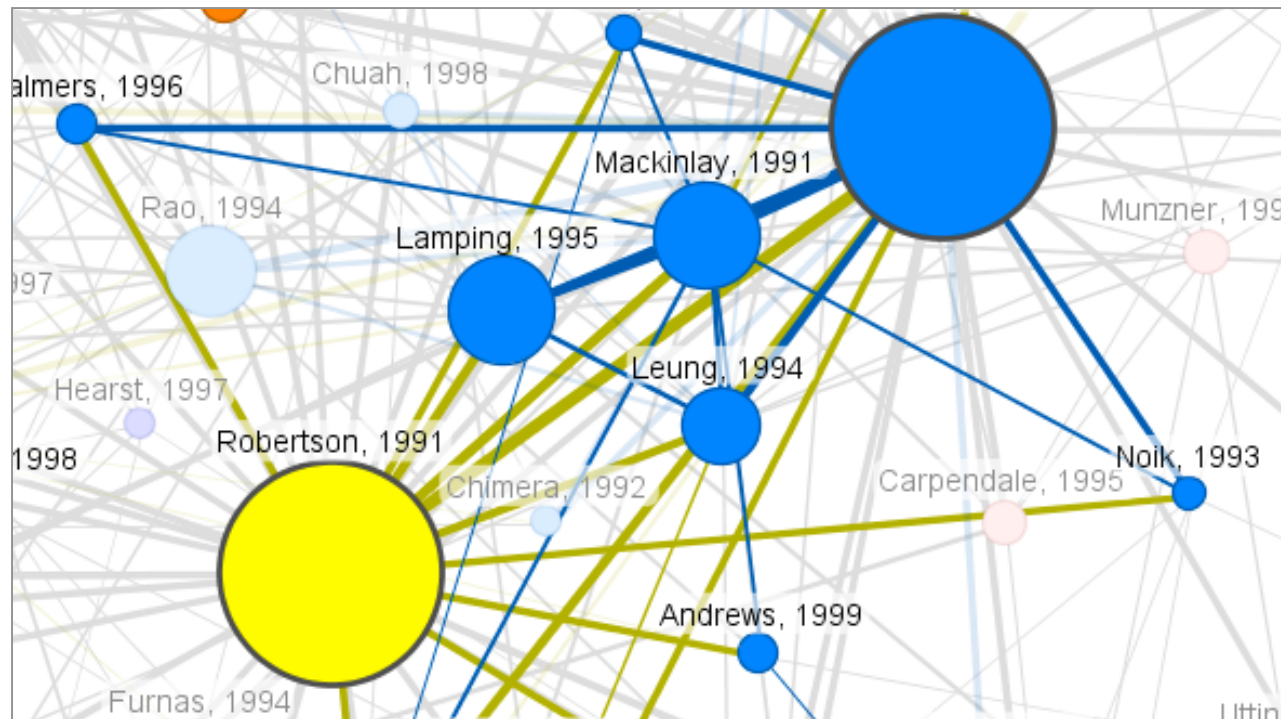 Chuah, 1998
almers, 1996
Mackinlay, 1991
Rao, 1994
Munzner, 199
Lamping, 1995
997
Leung, 1994
Hearst, 1997
Robertson, 1991
1998
Noik, 1993
Chimera, 1992
Carpendale, 1995
Andrews, 1999
Furnas, 1994